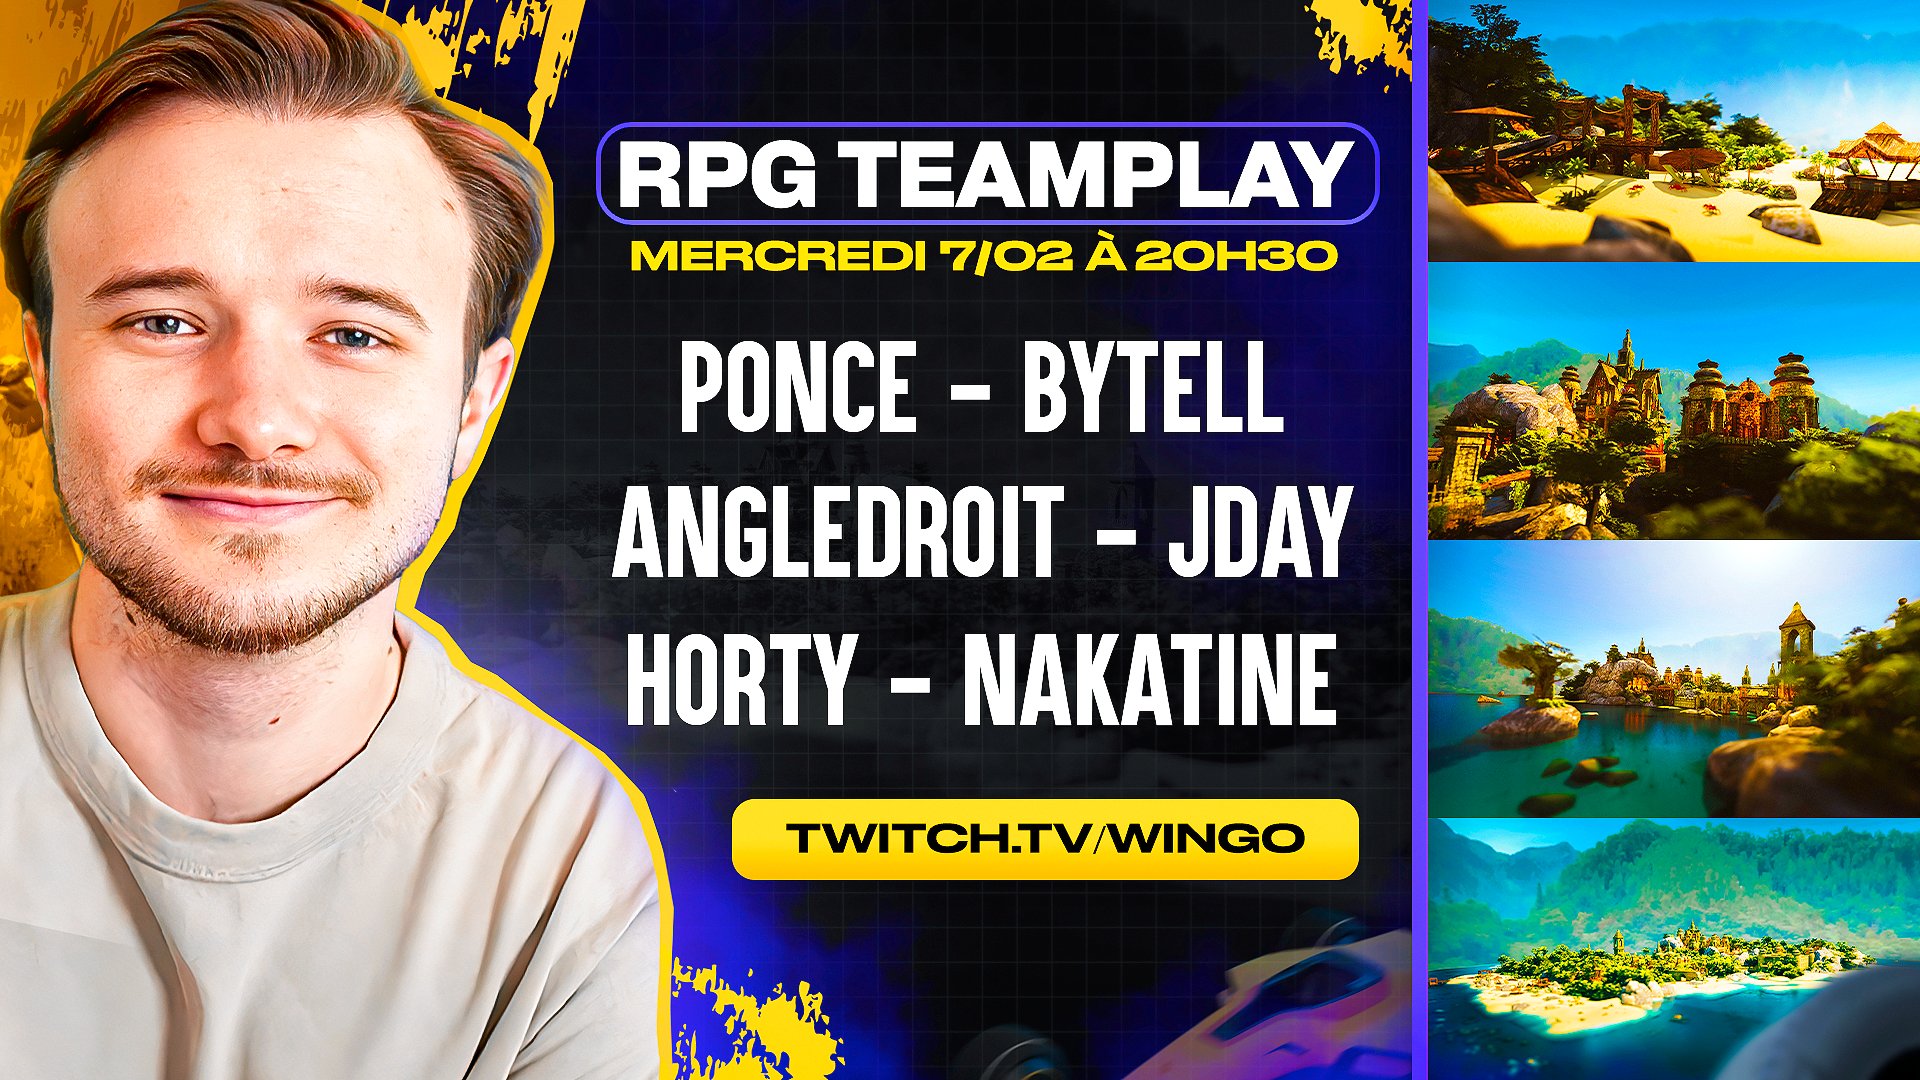 RPG TEAMPLAY
MERCREDI 7/02 À 20H30
PONCE - BYTELL
ANGLEDROIT - JDAY
HORTY - NAKATINE
TWITCH.TV/WINGO